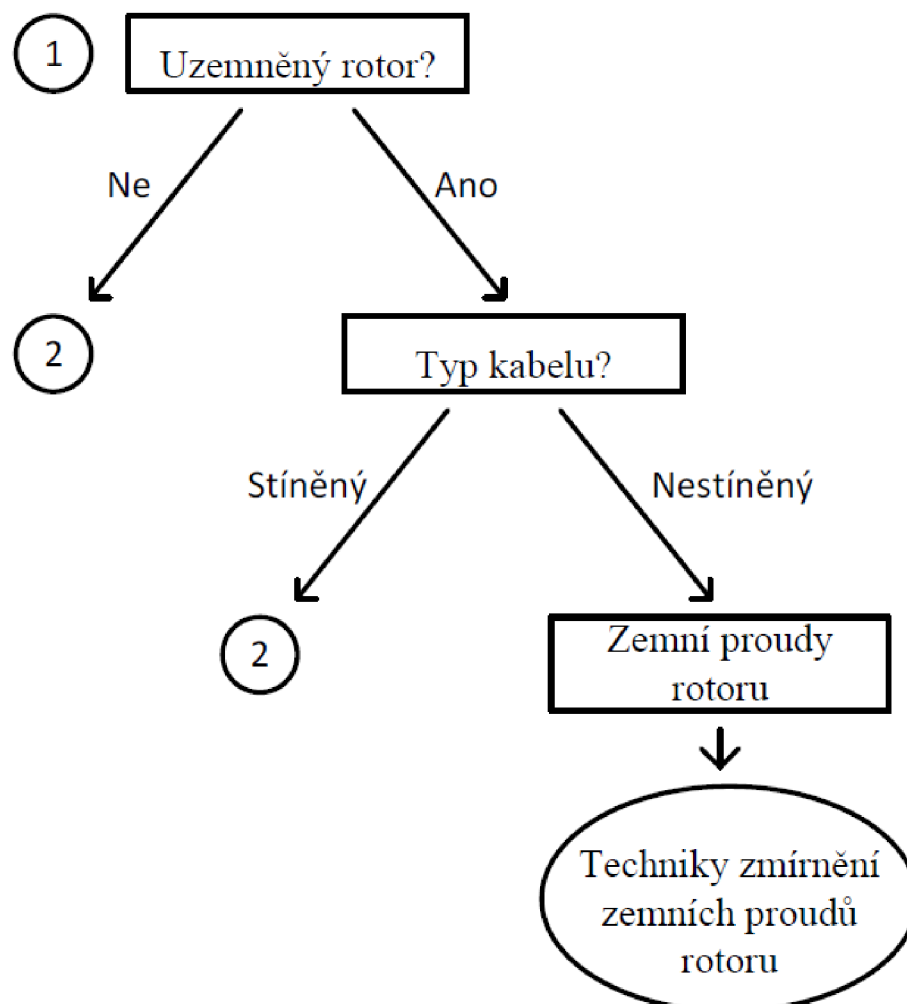 1
Uzemněný rotor?
Ne
Ano
2
Typ kabelu?
Stíněný
Nestíněný
2
Zemní proudy
rotoru
Techniky zmírnění
zemních proudů
rotoru